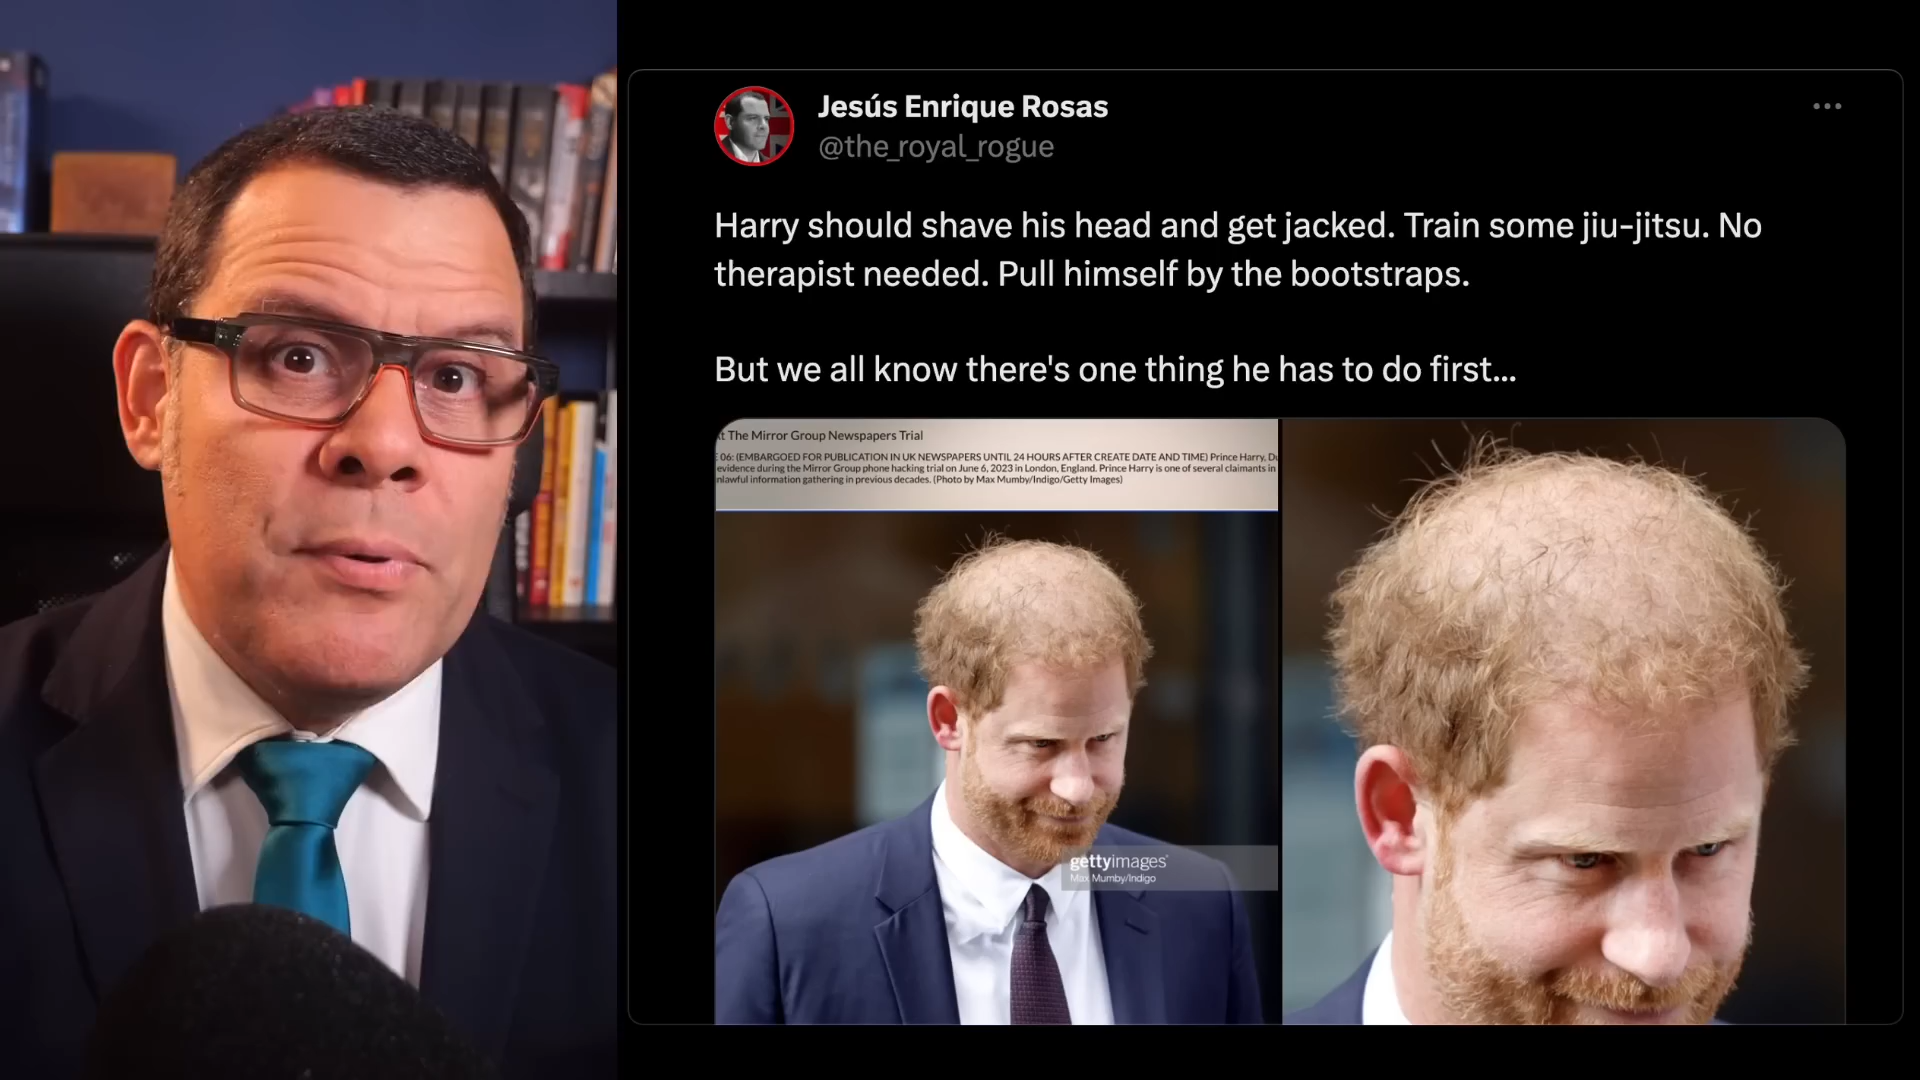 Jesús Enrique Rosas
@the_royal_rogue
Harry should shave his head and get jacked. Train some jiu-jitsu. No
therapist needed. Pull himself by the bootstraps.
But we all know there's one thing he has to do first...
At The Mirror Group Newspapers Trial
06: (EMBARGOED FOR PUBLICATION IN UK NEWSPAPERS UNTIL 24 HOURS AFTER CREATE DATE AND TIME) Prince Harry,
evidence during the Mirror Group phone hacking trial on June 6, 2023 in London, England. Prince Harry is one of several claimants in
nlawful information gathering in previous decades. (Photo by Max Mumby/Indigo/Getty Images)
gettyimages
Max Mumby/Indigo